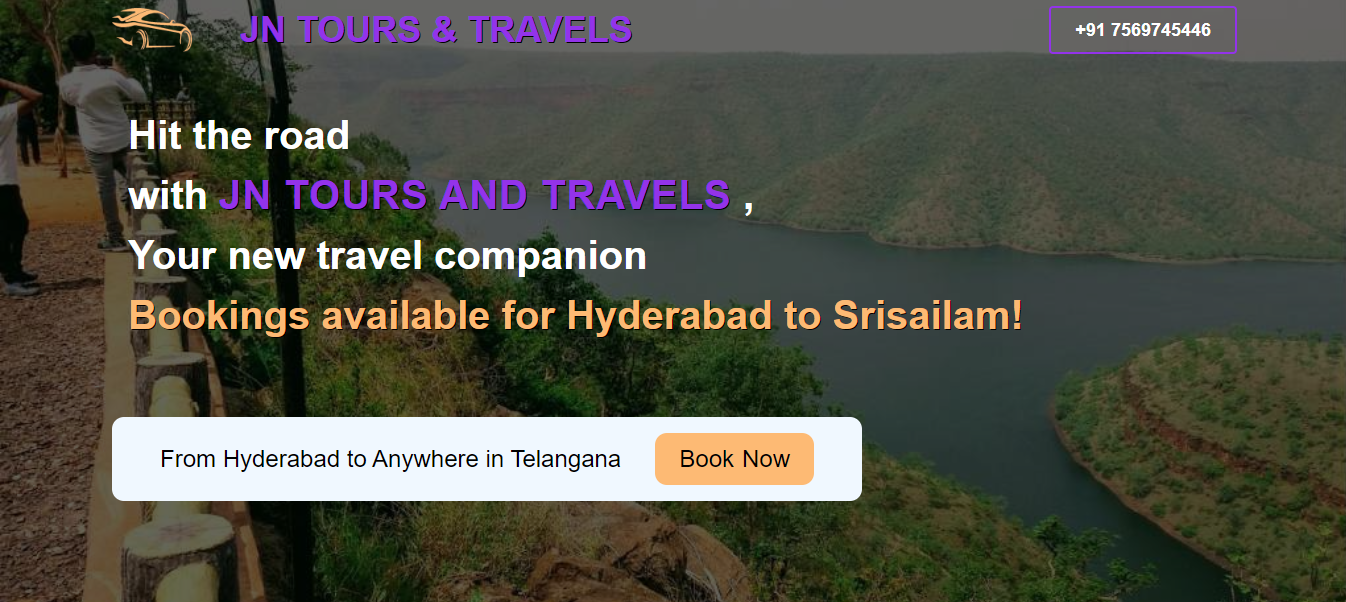 JN TOURS & TRAVELS
+91 7569745446
Hit the road
with JN TOURS AND TRAVELS ,
Your new travel companion
Bookings available for Hyderabad to Srisailam!
From Hyderabad to Anywhere in Telangana
Book Now